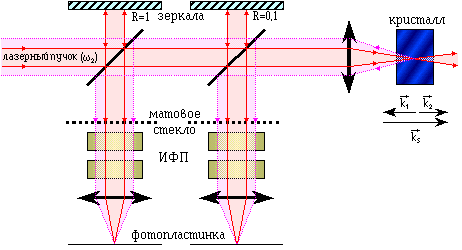 R=1 зеркала R=0,1
кристалл
лазерный пучок (ω₂)
k₁ k₂
kₛ
матовое
стекло
ИФП
фотопластинка